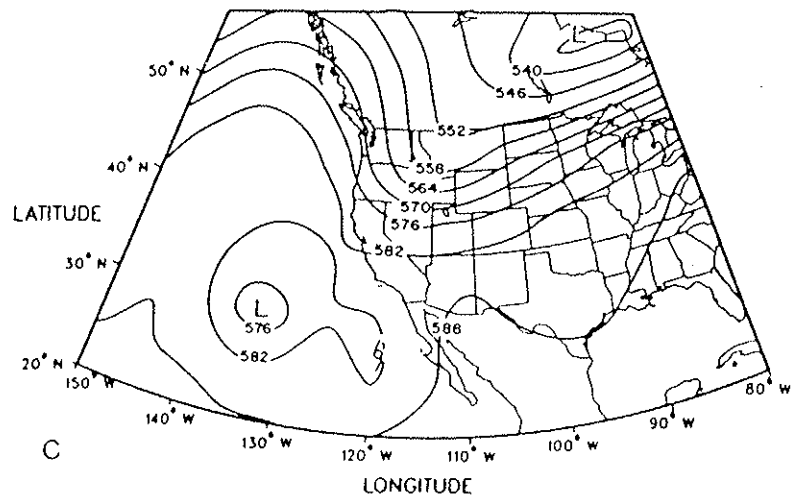 L
50° N
540
546
552
40° N
558
564
570
LATITUDE
576
582
30° N
L
576
588
582
20° N
150° W
80° W
140° W
90° W
C
130° W
120° W
110° W
100° W
LONGITUDE